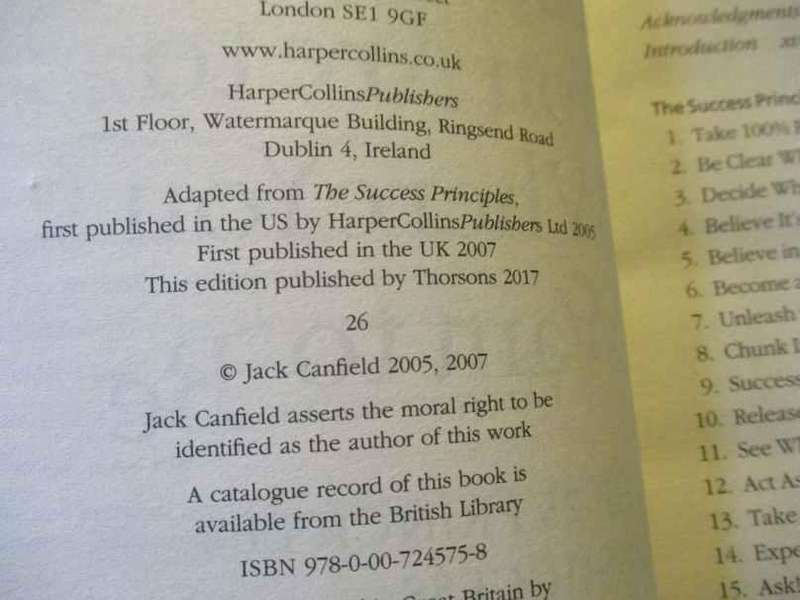 London SE1 9GF
www.harpercollins.co.uk
HarperCollinsPublishers
1st Floor, Watermarque Building, Ringsend Road
Dublin 4, Ireland
Adapted from The Success Principles,
first published in the US by HarperCollinsPublishers Ltd 2005
First published in the UK 2007
This edition published by Thorsons 2017
26
© Jack Canfield 2005, 2007
Jack Canfield asserts the moral right to be
identified as the author of this work
A catalogue record of this book is
available from the British Library
ISBN 978-0-00-724575-8
Great Britain by
Acknowledgments
Introduction
The Success
1. Take 100%
2. Be Clear
3. Decide
4. Believe It's
5. Believe in
6. Become
7. Unleash
8. Chunk
9. Success
10. Release
11. See
12. Act
13. Take
14.
15.